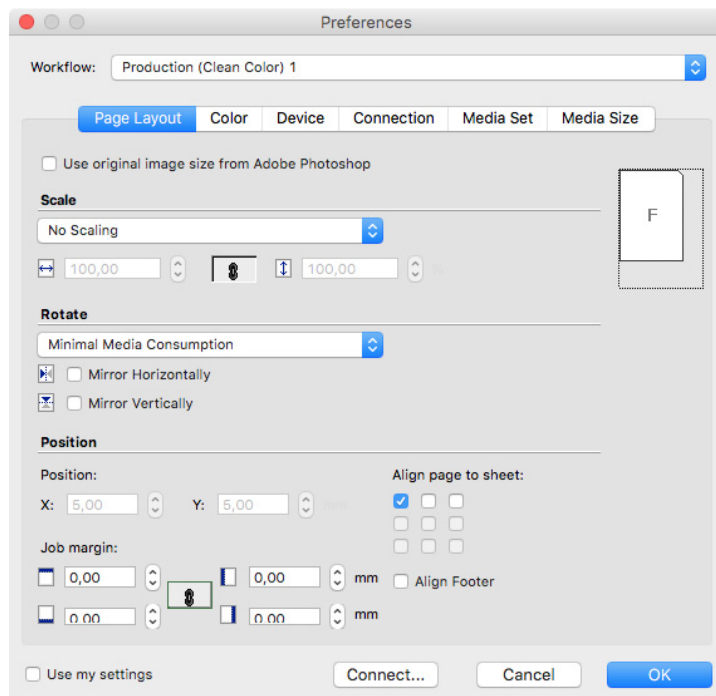 Preferences
Workflow: Production (Clean Color) 1
Page Layout Color Device Connection Media Set Media Size
Use original image size from Adobe Photoshop
Scale
No Scaling
F
100,00 100,00 %
Rotate
Minimal Media Consumption
Mirror Horizontally
Mirror Vertically
Position
Position: Align page to sheet:
X: 5,00 Y: 5,00 mm
Job margin:
0,00 0,00 mm Align Footer
0,00 0,00 mm
Use my settings Connect... Cancel OK